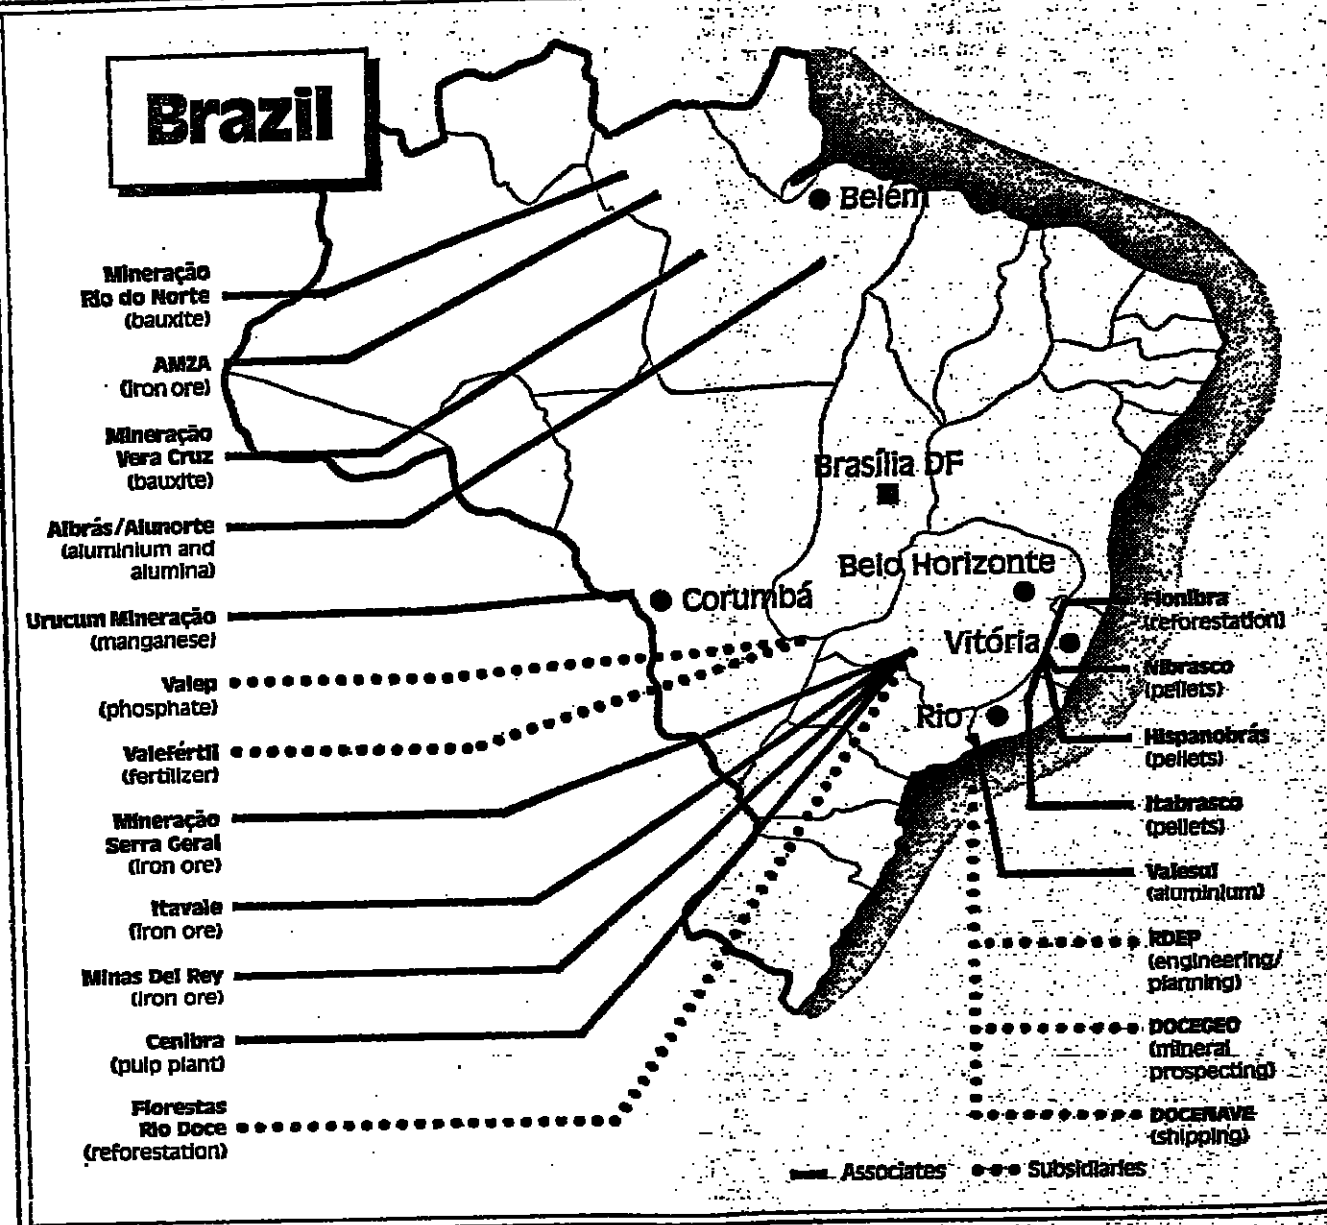 Brazil
Belém
Mineração
Rio do Norte
(bauxite)
AMZA
(iron ore)
Mineração
Vera Cruz
(bauxite)
Albrás/Alunorte
(aluminium and
alumina)
Urucum Mineração
(manganese)
Valep
(phosphate)
Valefértil
(fertilizer)
Mineração
Serra Geral
(iron ore)
Itavale
(iron ore)
Minas Del Rey
(iron ore)
Cenibra
(pulp plant)
Florestas
Rio Doce
(reforestation)
Brasília DF
Belo Horizonte
Corumbá
Vitória
Rio
Flonibra
(reforestation)
Nibrasco
(pellets)
Hispanobrás
(pellets)
Itabrasco
(pellets)
Valesul
(aluminium)
RDEP
(engineering/
planning)
DOCEGEO
(mineral
prospecting)
DOCENAVE
(shipping)
Associates
Subsidiaries